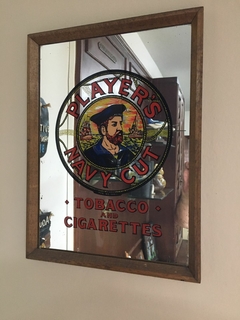 PLAYER'S
NAVY CUT
• TOBACCO •
AND
CIGARETTES